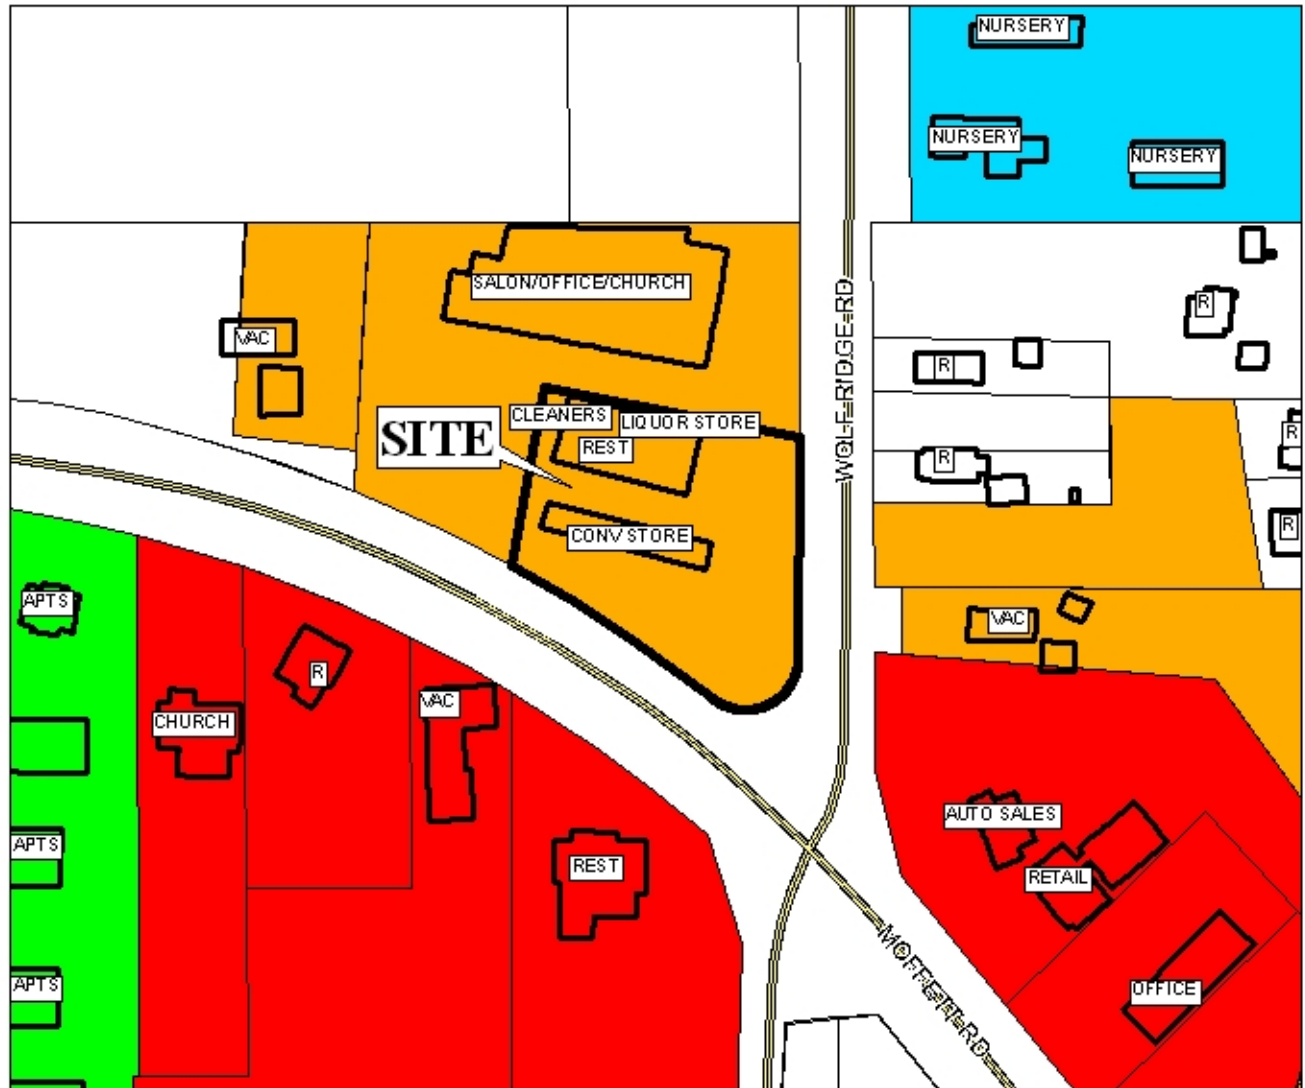 NURSERY
NURSERY
NURSERY
SALON/OFFICE/CHURCH
R
VAC
WOLF RIDGE RD
R
CLEANERS
LIQUOR STORE
SITE
REST
R
R
CONV STORE
R
APTS
VAC
R
VAC
CHURCH
AUTO SALES
APTS
REST
RETAIL
MOFFETT RD
APTS
OFFICE